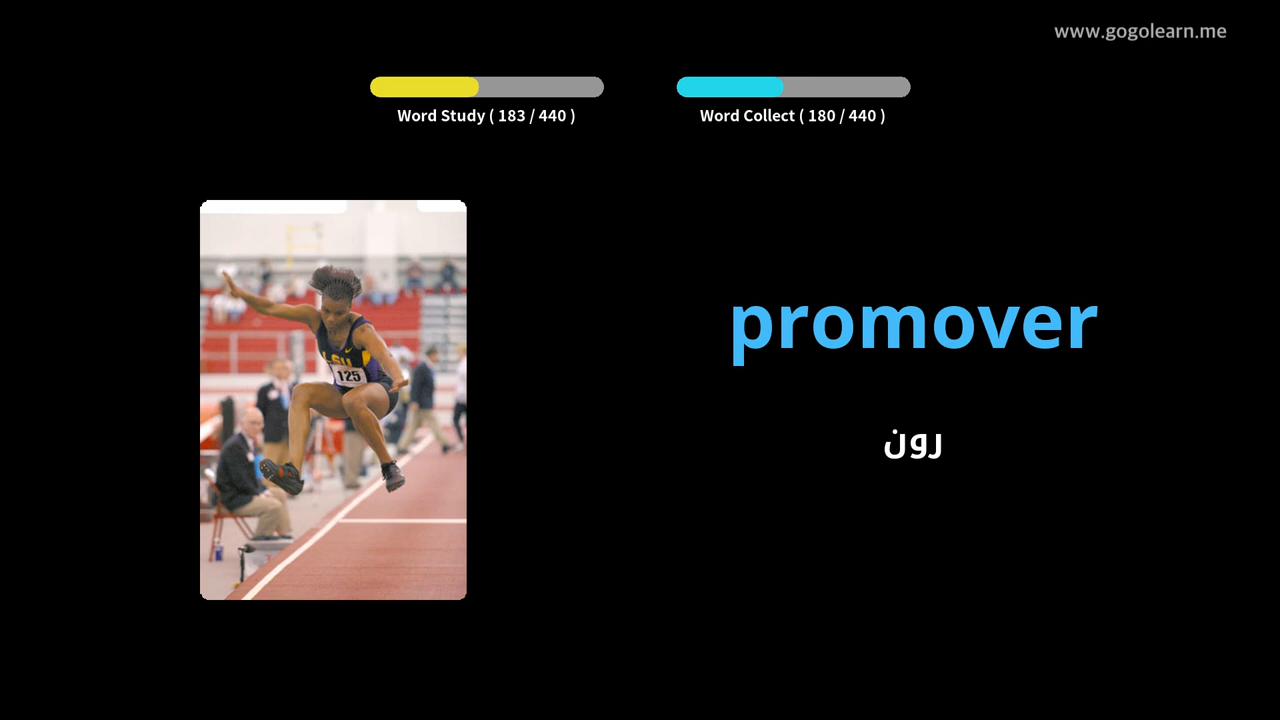 www.gogolearn.me
Word Study ( 183 / 440 )
Word Collect ( 180 / 440 )
LSU
125
promover
رون